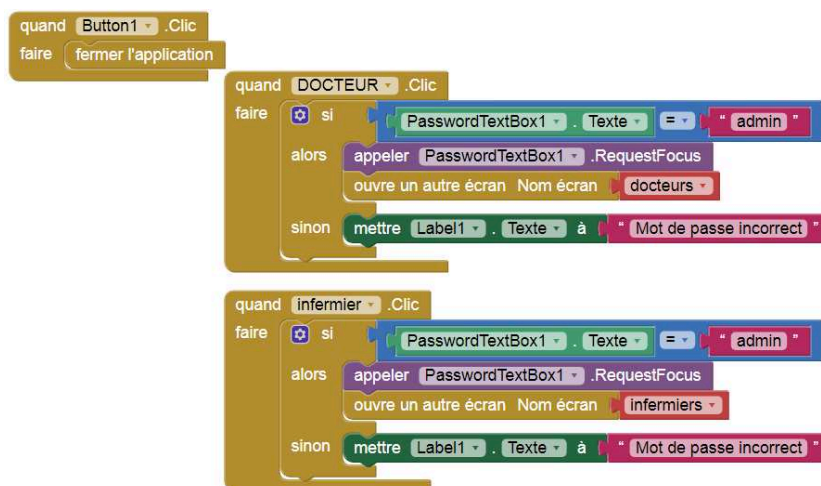 quand Button1 .Clic
faire fermer l'application
quand DOCTEUR .Clic
faire si PasswordTextBox1 . Texte = " admin "
alors appeler PasswordTextBox1 .RequestFocus
ouvre un autre écran Nom écran docteurs
sinon mettre Label1 . Texte à " Mot de passe incorrect "
quand infermier .Clic
faire si PasswordTextBox1 . Texte = " admin "
alors appeler PasswordTextBox1 .RequestFocus
ouvre un autre écran Nom écran infermiers
sinon mettre Label1 . Texte à " Mot de passe incorrect "